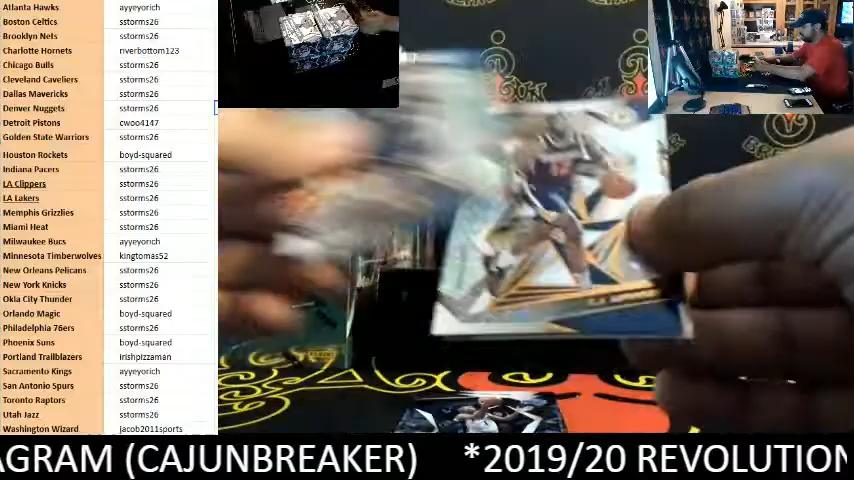 Atlanta Hawks ayyeyorich
Boston Celtics sstorms26
Brooklyn Nets sstorms26
Charlotte Hornets riverbottom123
Chicago Bulls sstorms26
Cleveland Cavaliers sstorms26
Dallas Mavericks sstorms26
Denver Nuggets sstorms26
Detroit Pistons cwoo4147
Golden State Warriors sstorms26
Houston Rockets boyd-squared
Indiana Pacers sstorms26
LA Clippers sstorms26
LA Lakers sstorms26
Memphis Grizzlies sstorms26
Miami Heat sstorms26
Milwaukee Bucs ayyeyorich
Minnesota Timberwolves kingtomas52
New Orleans Pelicans sstorms26
New York Knicks sstorms26
Okla City Thunder sstorms26
Orlando Magic boyd-squared
Philadelphia 76ers sstorms26
Phoenix Suns boyd-squared
Portland Trailblazers irishpizzaman
Sacramento Kings ayyeyorich
San Antonio Spurs sstorms26
Toronto Raptors sstorms26
Utah Jazz sstorms26
Washington Wizard jacob2011sports
AGRAM (CAJUNBREAKER) *2019/20 REVOLUTION